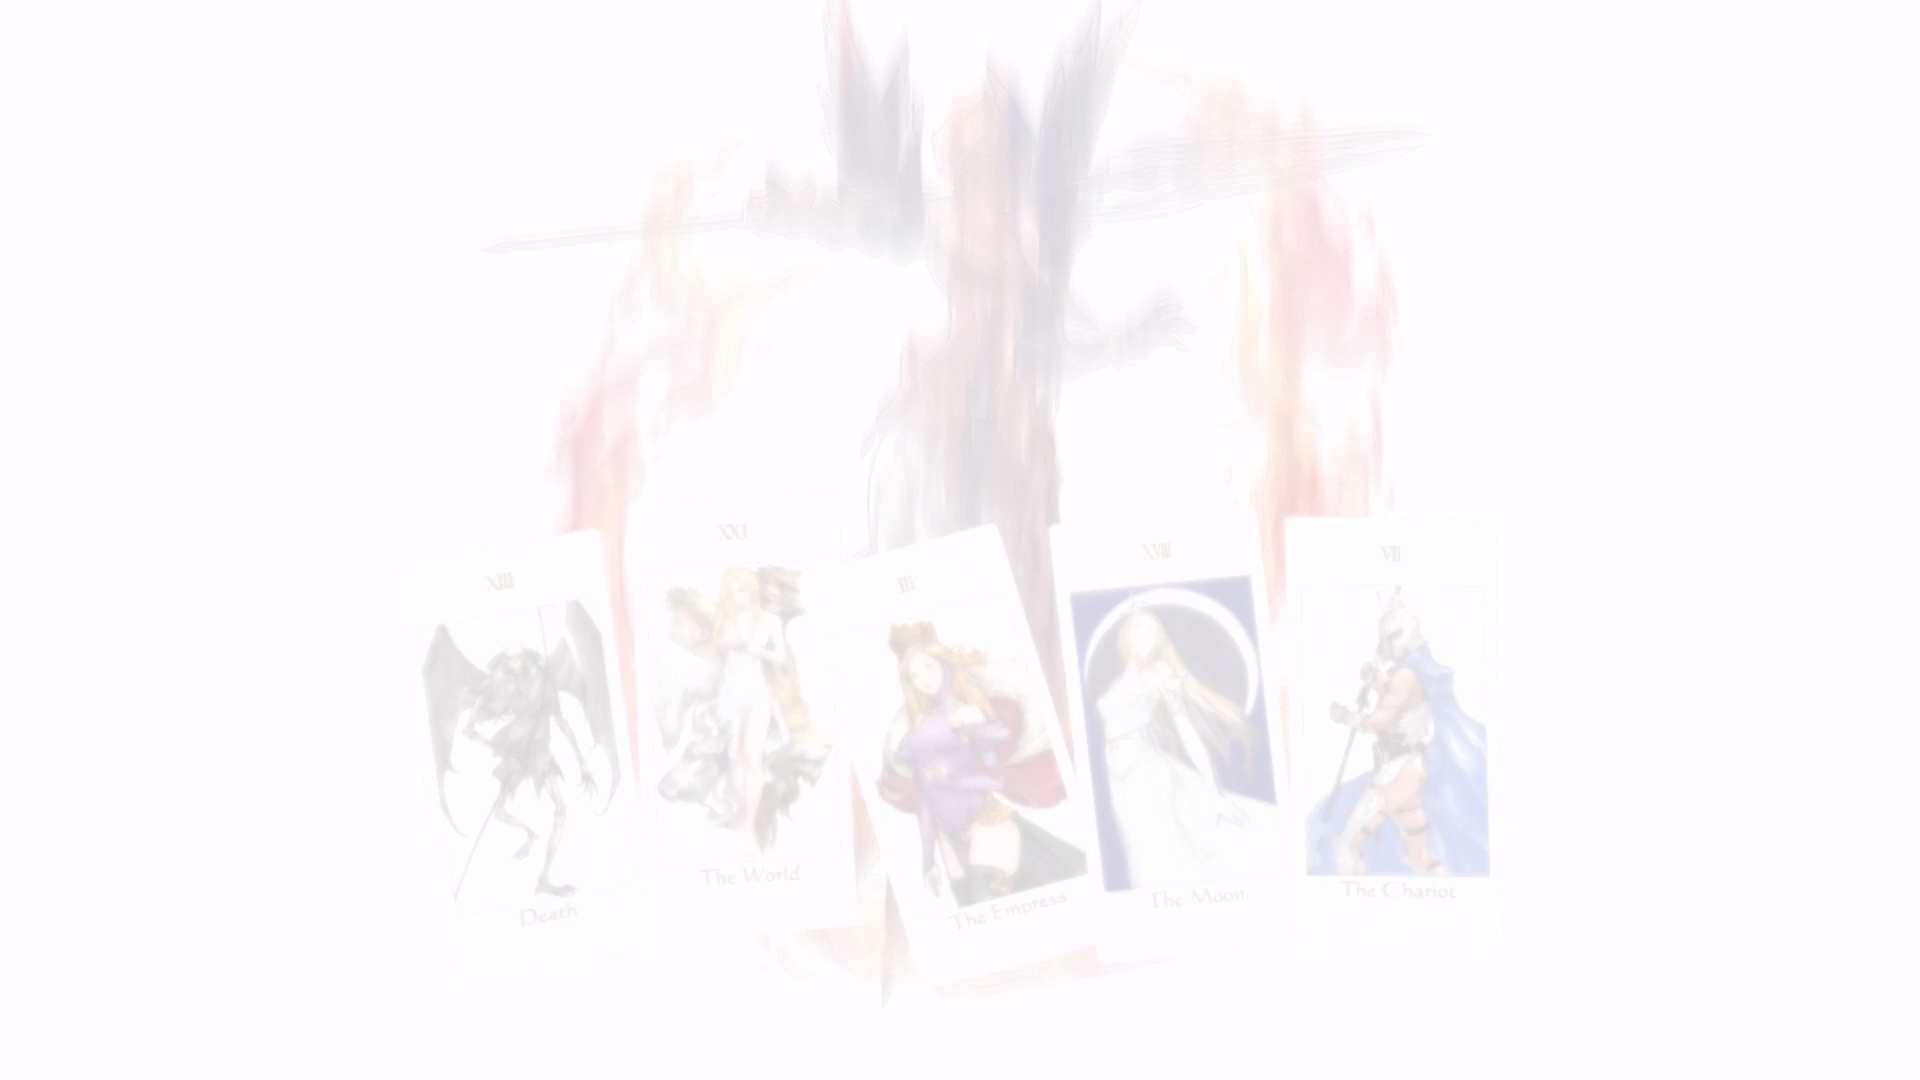 XIII
Death
XXI
The World
III
The Empress
XVIII
The Moon
VII
The Chariot